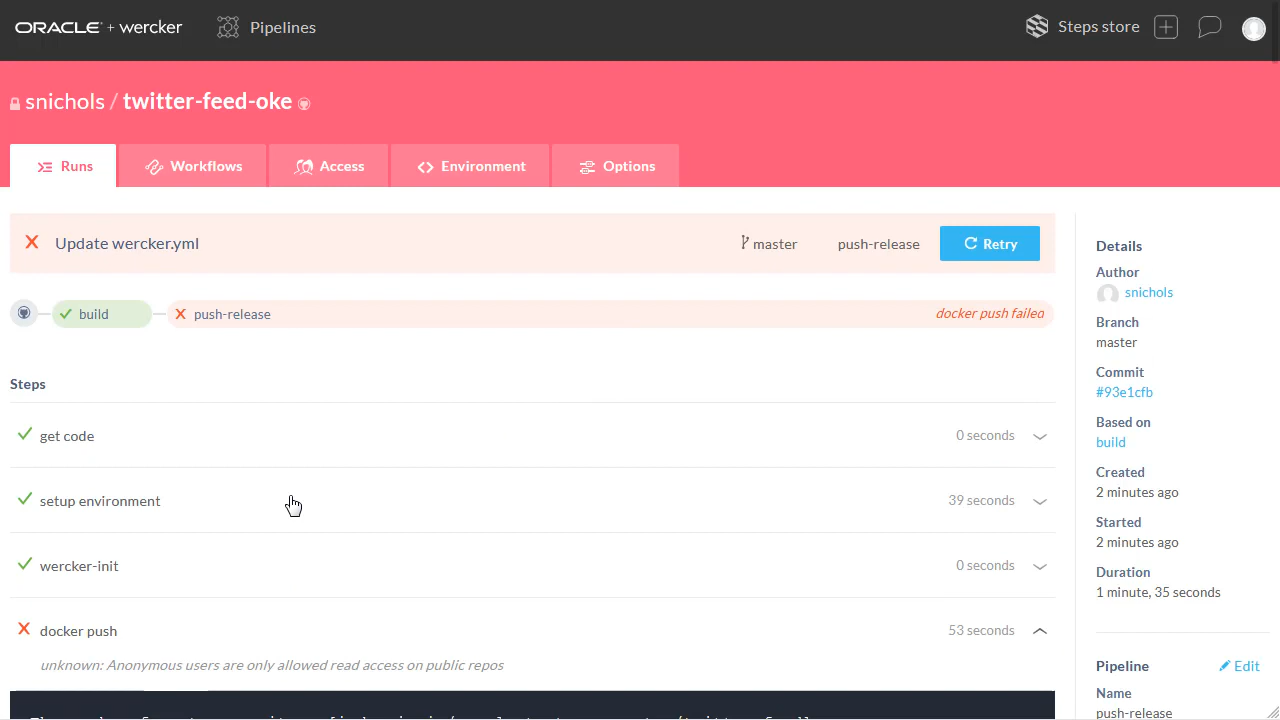 ORACLE + wercker
Pipelines
Steps store
snichols / twitter-feed-oke
Runs
Workflows
Access
Environment
Options
Update wercker.yml
master
push-release
Retry
build
push-release
docker push failed
Steps
get code
0 seconds
setup environment
39 seconds
wercker-init
0 seconds
docker push
53 seconds
unknown: Anonymous users are only allowed read access on public repos
Details
Author
snichols
Branch
master
Commit
#93e1cfb
Based on
build
Created
2 minutes ago
Started
2 minutes ago
Duration
1 minute, 35 seconds
Pipeline
Edit
Name
push-release